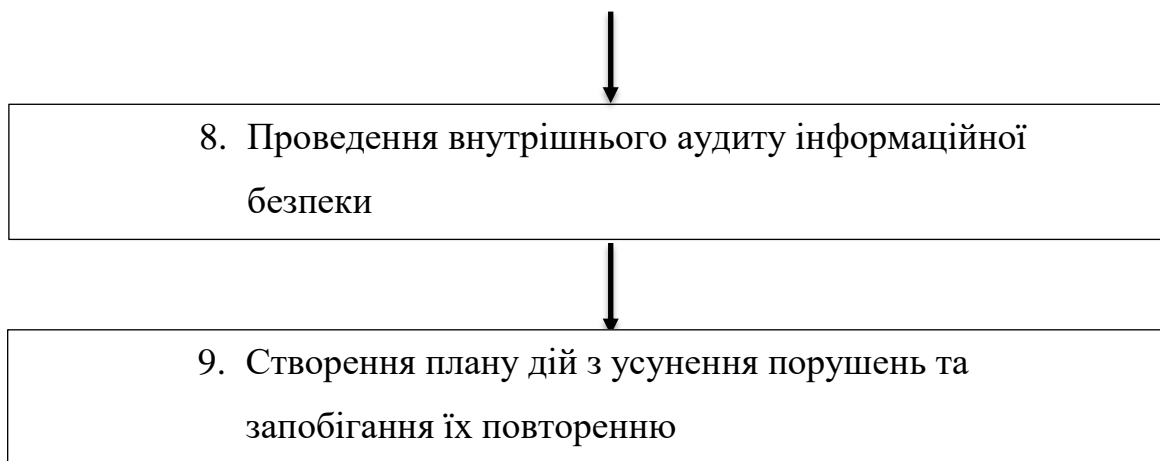 8. Проведення внутрішнього аудиту інформаційної
безпеки
9. Створення плану дій з усунення порушень та
запобігання їх повторенню